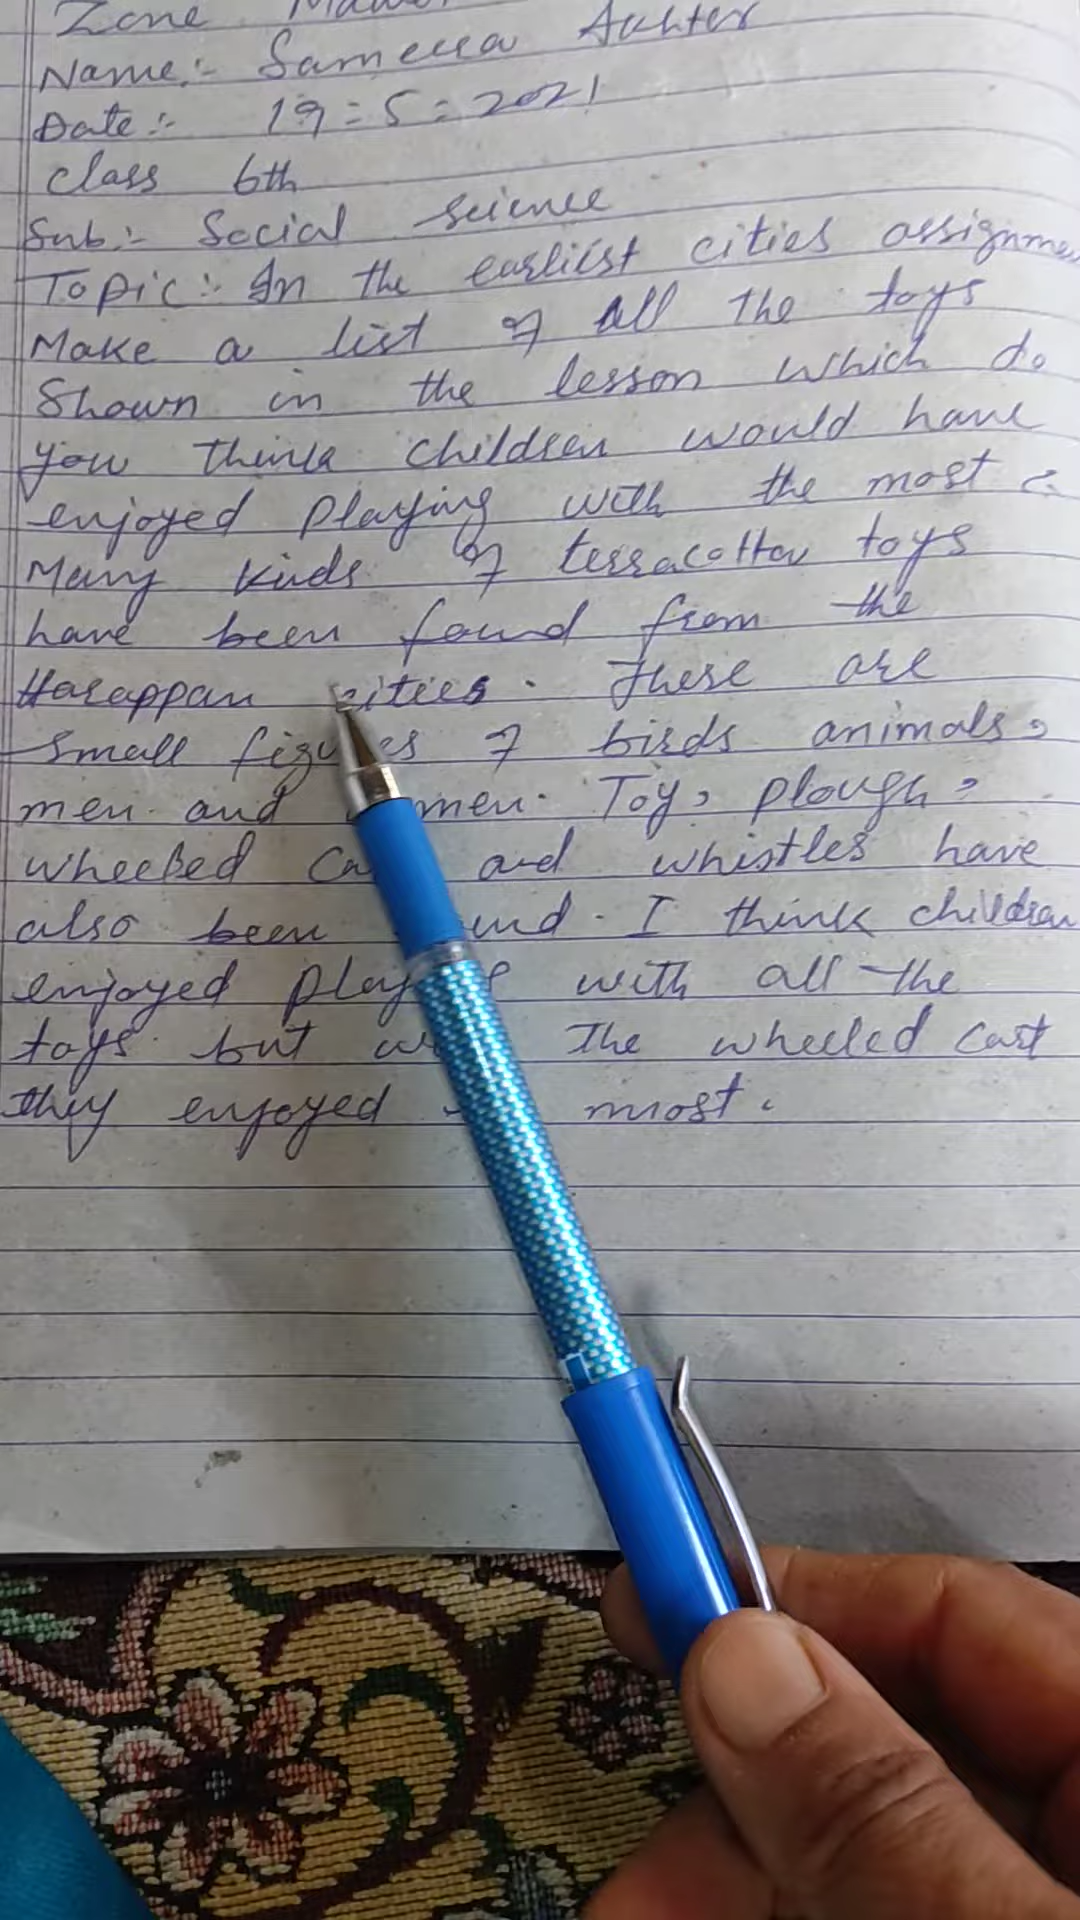 Zone
Name:- Sameera Akhter
Date:- 19=5=2021
Class 6th
Sub:- Social science
Topic:- In the earliest cities
Make a list of all the toys
Shown in the lesson which do
you think children would have
enjoyed playing with the most
Many kinds of terracotta toys
have been found from the
Harappan cities. These are
Small figures of birds animals,
men and men. Toy, plough,
wheeled and whistles have
also been I think children
enjoyed with all the
toys but The wheeled cart
they enjoyed most.